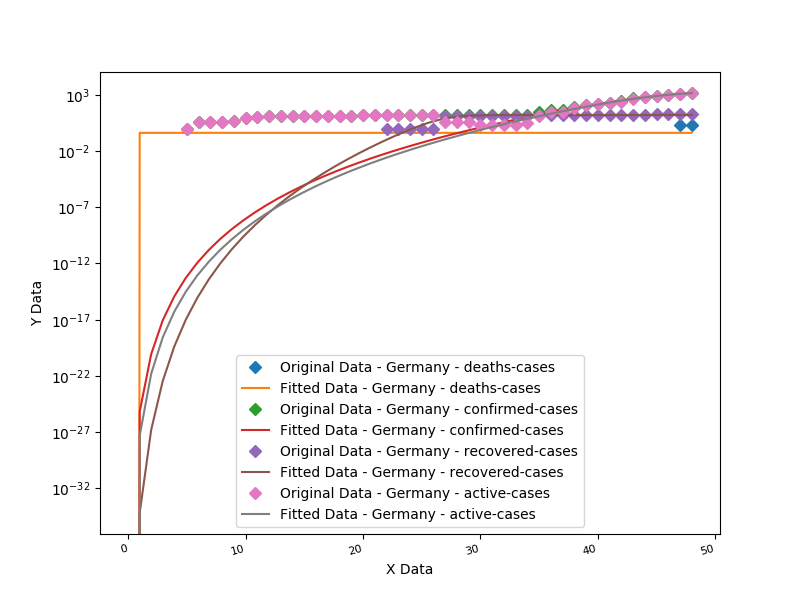 10^3
10^-2
10^-7
10^-12
10^-17
10^-22
10^-27
10^-32
Y Data
Original Data - Germany - deaths-cases
Fitted Data - Germany - deaths-cases
Original Data - Germany - confirmed-cases
Fitted Data - Germany - confirmed-cases
Original Data - Germany - recovered-cases
Fitted Data - Germany - recovered-cases
Original Data - Germany - active-cases
Fitted Data - Germany - active-cases
0 10 20 30 40 50
X Data